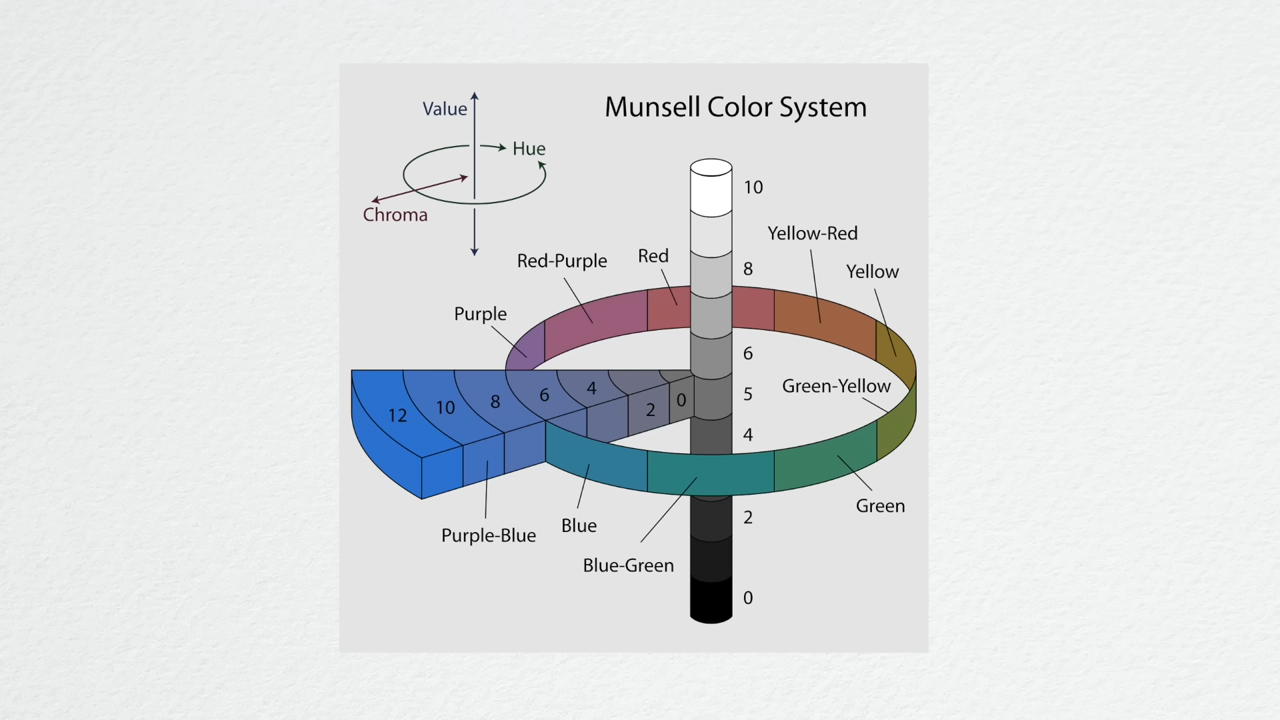 Munsell Color System
Value
Hue
Chroma
10
Yellow-Red
Red
Red-Purple
8
Yellow
Purple
6
Green-Yellow
4
5
6
8
2
0
10
12
4
Green
2
Blue
Purple-Blue
Blue-Green
0